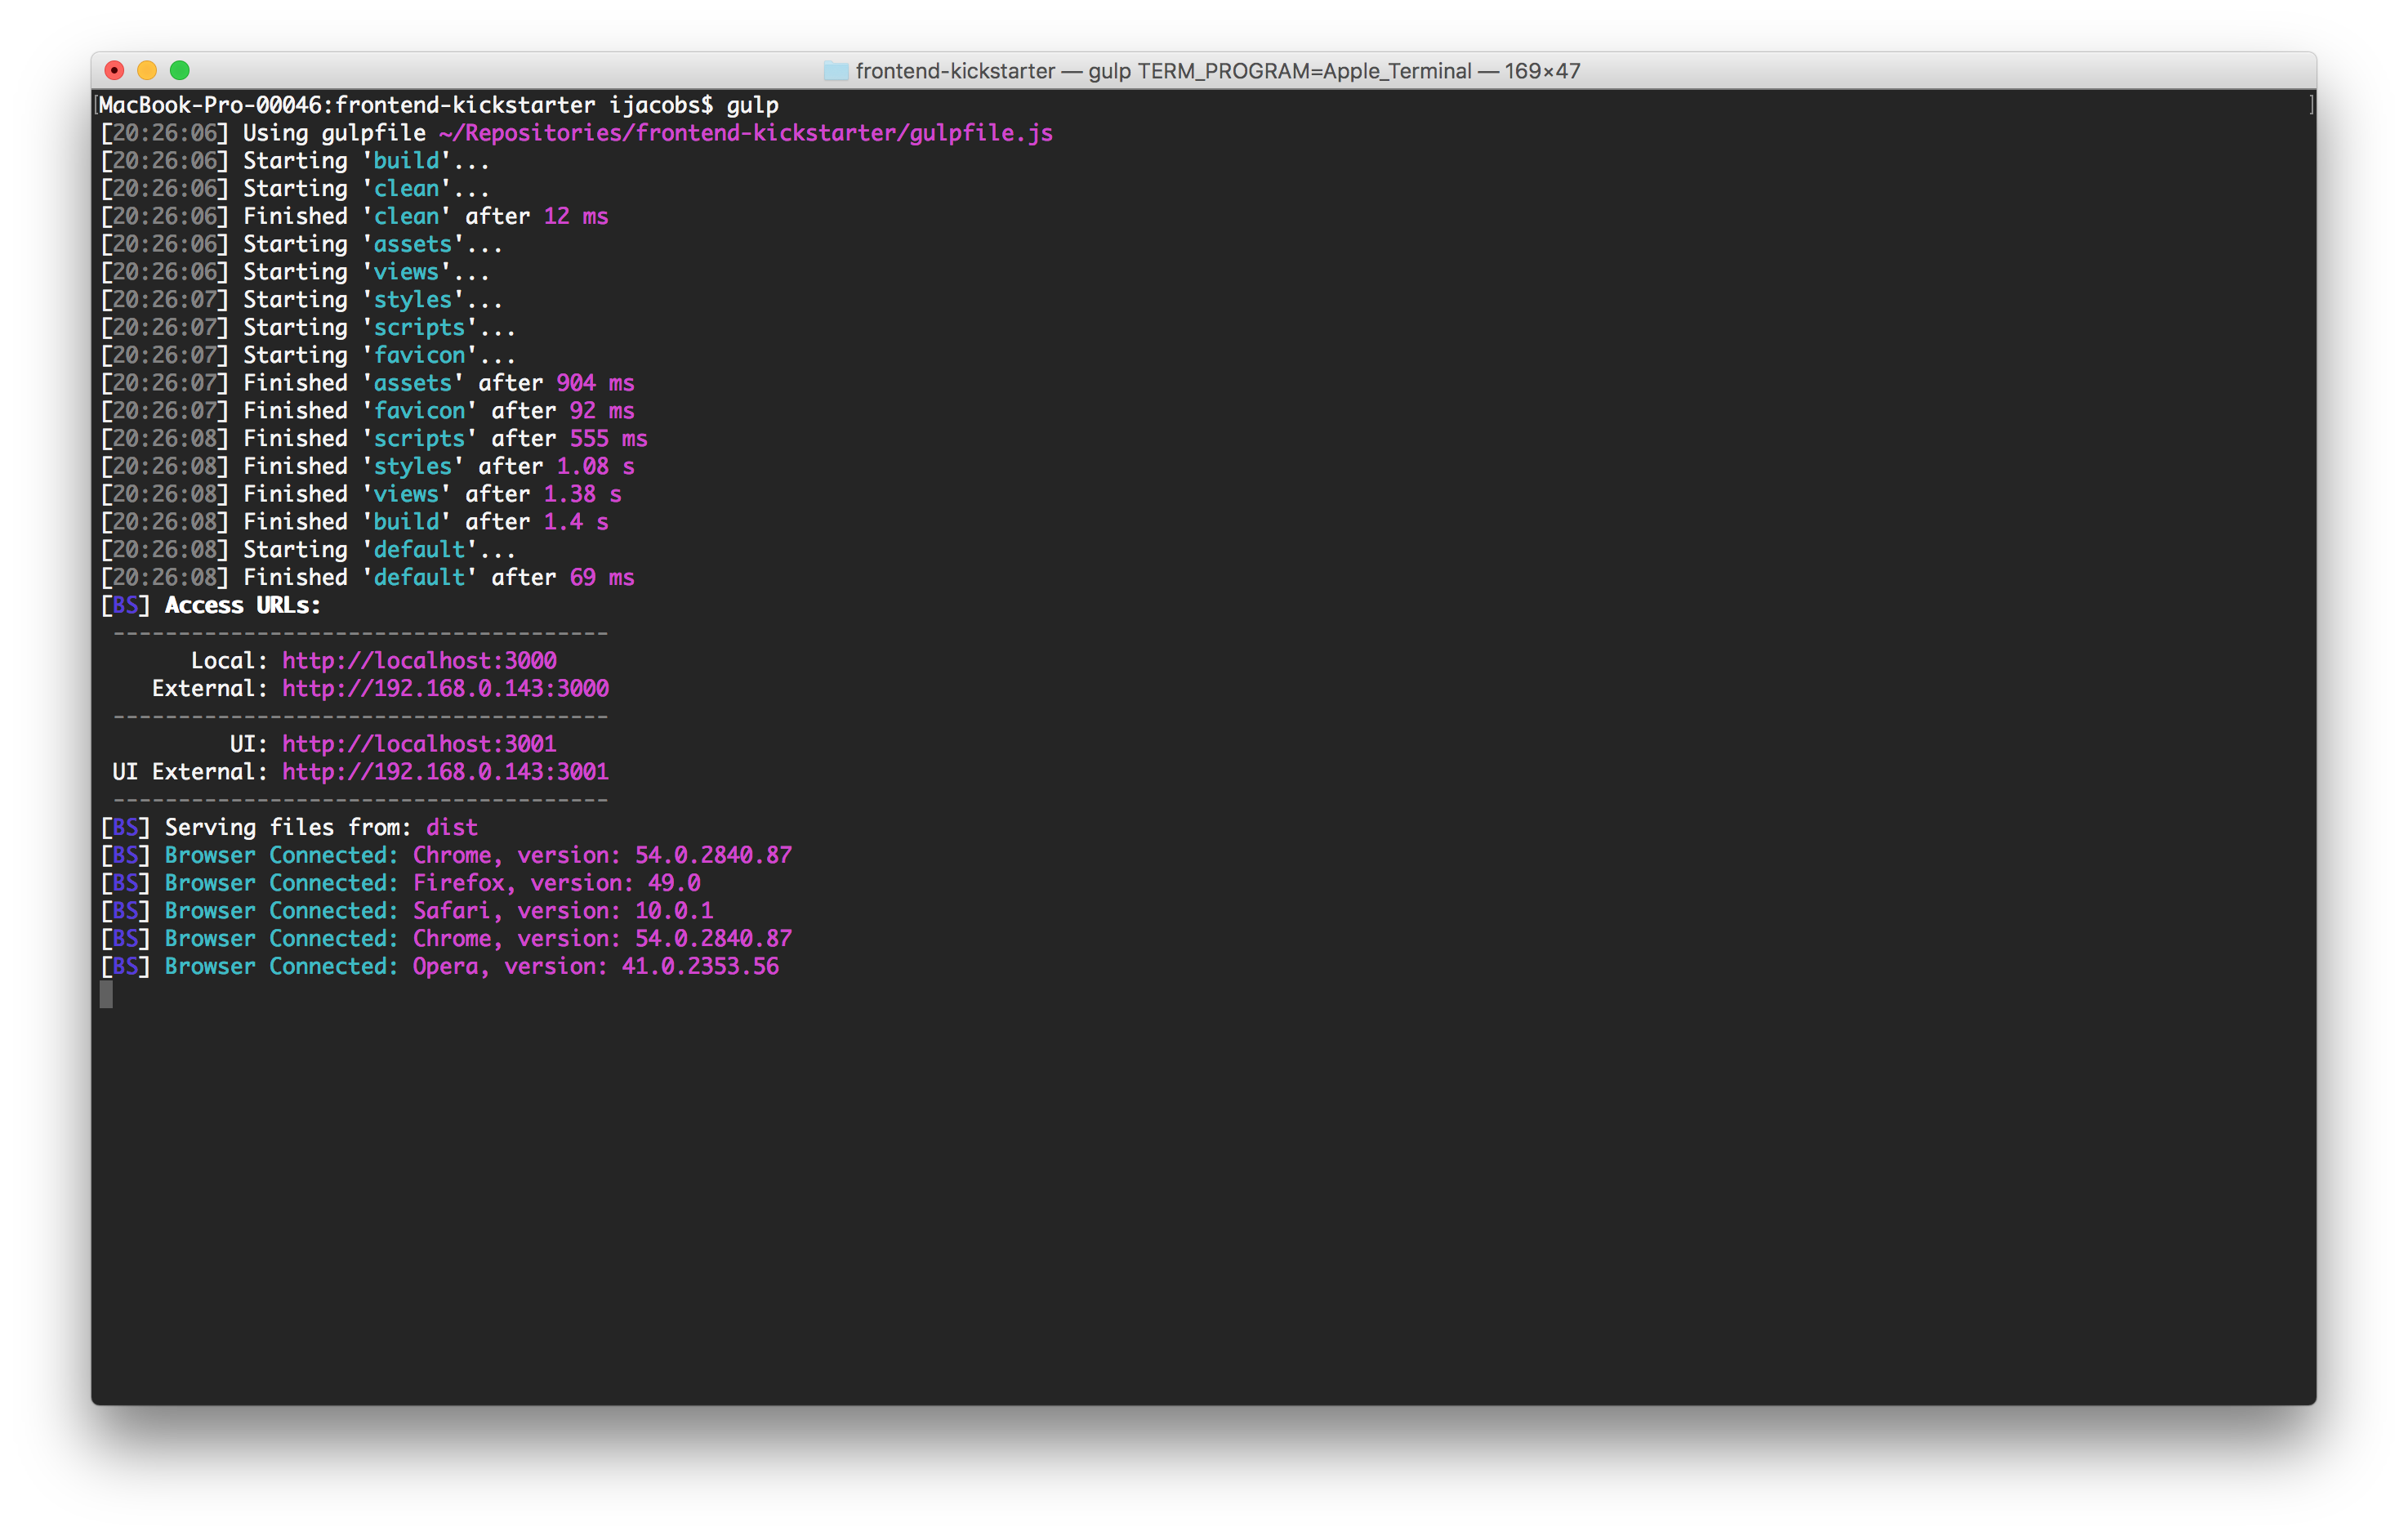 frontend-kickstarter — gulp TERM_PROGRAM=Apple_Terminal — 169×47
[MacBook-Pro-00046:frontend-kickstarter ijacobs$ gulp ]
[20:26:06] Using gulpfile ~/Repositories/frontend-kickstarter/gulpfile.js
[20:26:06] Starting 'build'...
[20:26:06] Starting 'clean'...
[20:26:06] Finished 'clean' after 12 ms
[20:26:06] Starting 'assets'...
[20:26:06] Starting 'views'...
[20:26:07] Starting 'styles'...
[20:26:07] Starting 'scripts'...
[20:26:07] Starting 'favicon'...
[20:26:07] Finished 'assets' after 904 ms
[20:26:07] Finished 'favicon' after 92 ms
[20:26:08] Finished 'scripts' after 555 ms
[20:26:08] Finished 'styles' after 1.08 s
[20:26:08] Finished 'views' after 1.38 s
[20:26:08] Finished 'build' after 1.4 s
[20:26:08] Starting 'default'...
[20:26:08] Finished 'default' after 69 ms
[BS] Access URLs:
--------------------------------------
Local: http://localhost:3000
External: http://192.168.0.143:3000
--------------------------------------
UI: http://localhost:3001
UI External: http://192.168.0.143:3001
--------------------------------------
[BS] Serving files from: dist
[BS] Browser Connected: Chrome, version: 54.0.2840.87
[BS] Browser Connected: Firefox, version: 49.0
[BS] Browser Connected: Safari, version: 10.0.1
[BS] Browser Connected: Chrome, version: 54.0.2840.87
[BS] Browser Connected: Opera, version: 41.0.2353.56